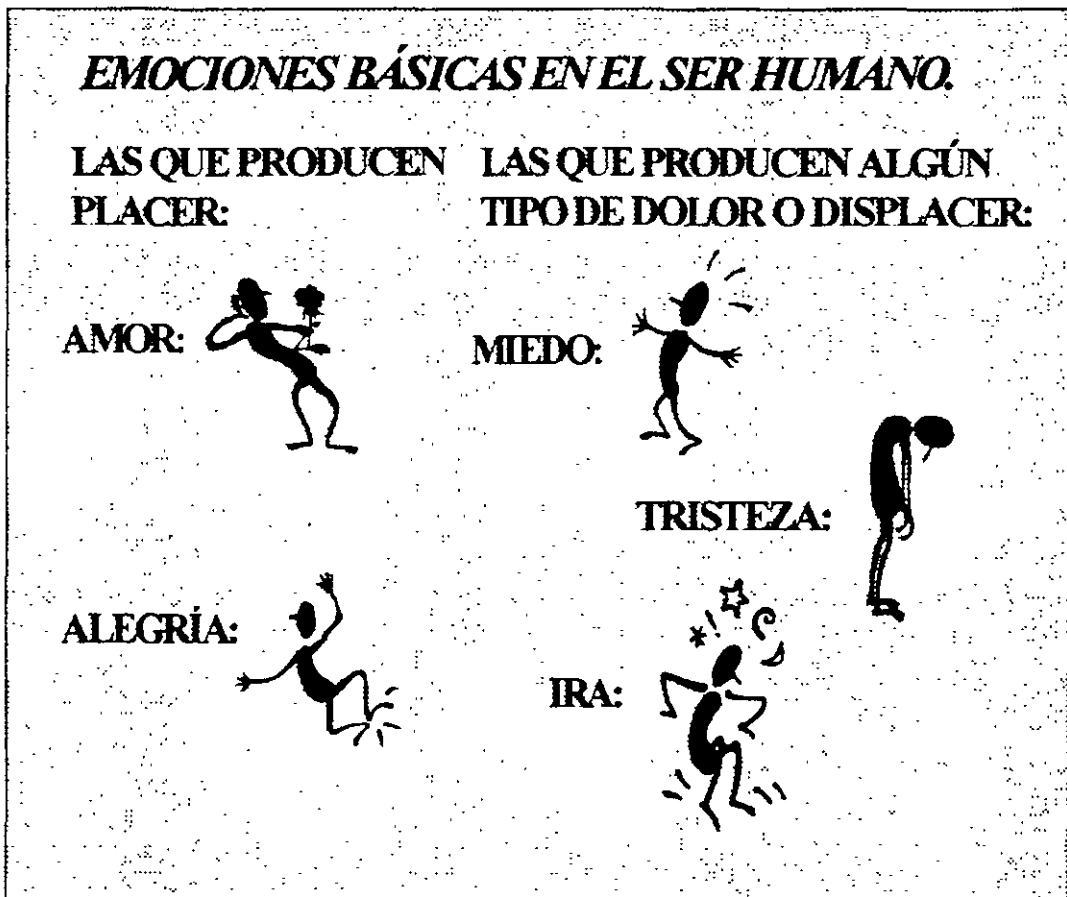 EMOCIONES BÁSICAS EN EL SER HUMANO.
LAS QUE PRODUCEN
PLACER:
LAS QUE PRODUCEN ALGÚN
TIPO DE DOLOR O DISPLACER:
AMOR:
MIEDO:
TRISTEZA:
ALEGRÍA:
IRA: